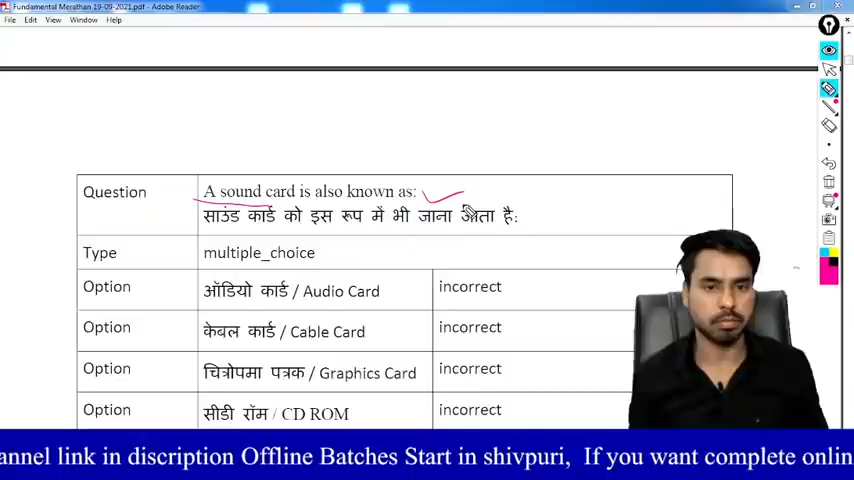 Fundamental Merathan 19-09-2021.pdf - Adobe Reader
File Edit View Window Help
Question
A sound card is also known as:
साउंड कार्ड को इस रूप में भी जाना जाता है:
Type
multiple_choice
Option
ऑडियो कार्ड / Audio Card
incorrect
Option
केबल कार्ड / Cable Card
incorrect
Option
चित्रोपमा पत्रक / Graphics Card
incorrect
Option
सीडी रॉम / CD ROM
incorrect
annel link in discription Offline Batches Start in shivpuri, If you want complete onlin